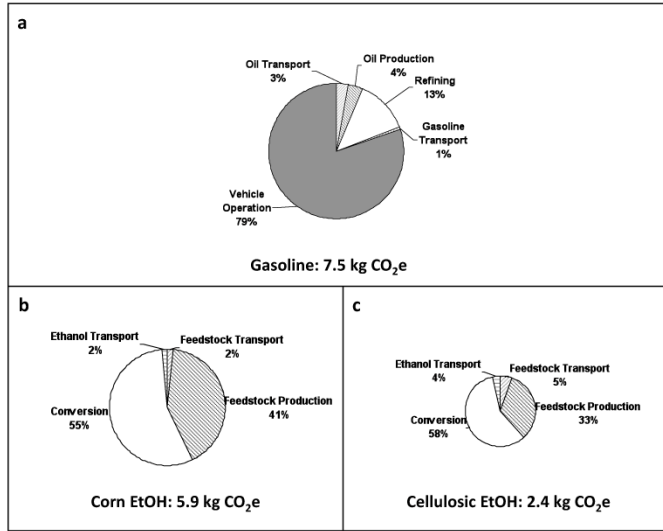 a
Oil Transport
3%
Oil Production
4%
Refining
13%
Gasoline
Transport
1%
Vehicle
Operation
79%
Gasoline: 7.5 kg CO₂e
b
Ethanol Transport
2%
Feedstock Transport
2%
Conversion
55%
Feedstock Production
41%
Corn EtOH: 5.9 kg CO₂e
c
Ethanol Transport
4%
Feedstock Transport
5%
Feedstock Production
33%
Conversion
58%
Cellulosic EtOH: 2.4 kg CO₂e